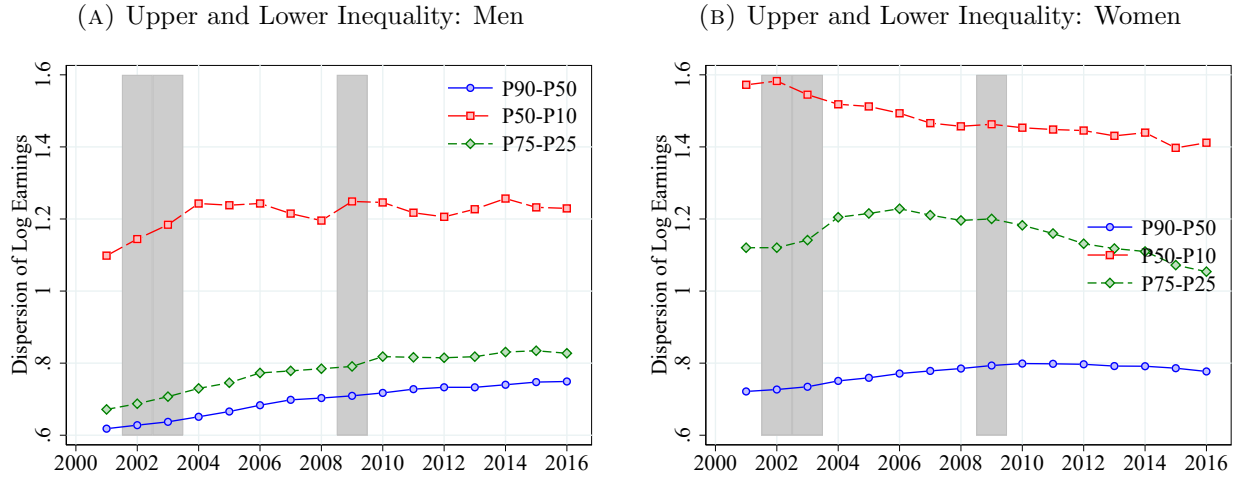 (A) Upper and Lower Inequality: Men
Dispersion of Log Earnings
1.6
1.4
1.2
1
.8
.6
P90-P50
P50-P10
P75-P25
2000 2002 2004 2006 2008 2010 2012 2014 2016
(B) Upper and Lower Inequality: Women
Dispersion of Log Earnings
1.6
1.4
1.2
1
.8
.6
P90-P50
P50-P10
P75-P25
2000 2002 2004 2006 2008 2010 2012 2014 2016